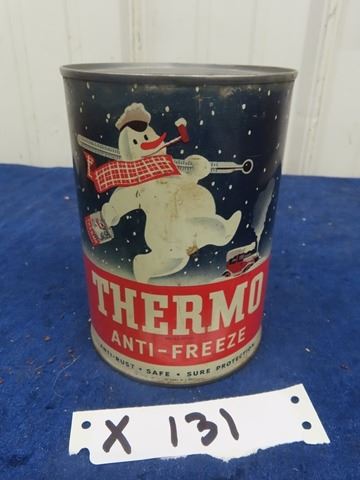 THERMO
ANTI-FREEZE
ANTI-RUST • SAFE • SURE PROTECTION
X 131